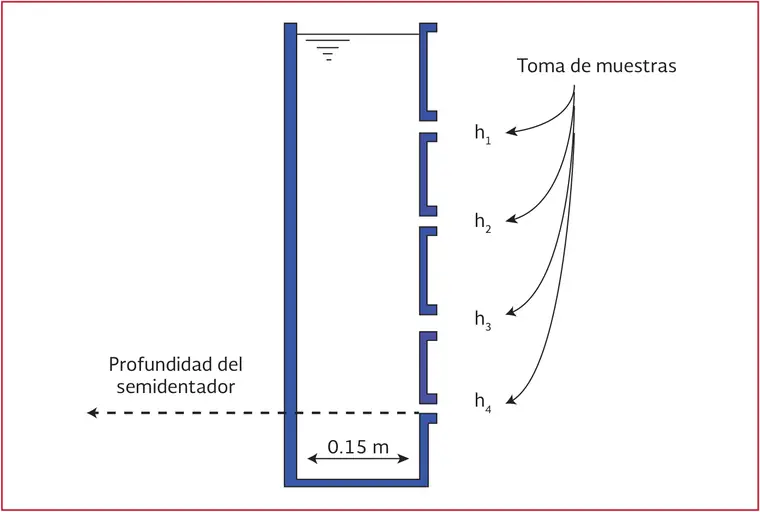 Toma de muestras
h1
h2
h3
Profundidad del
semidentador
h4
0.15 m